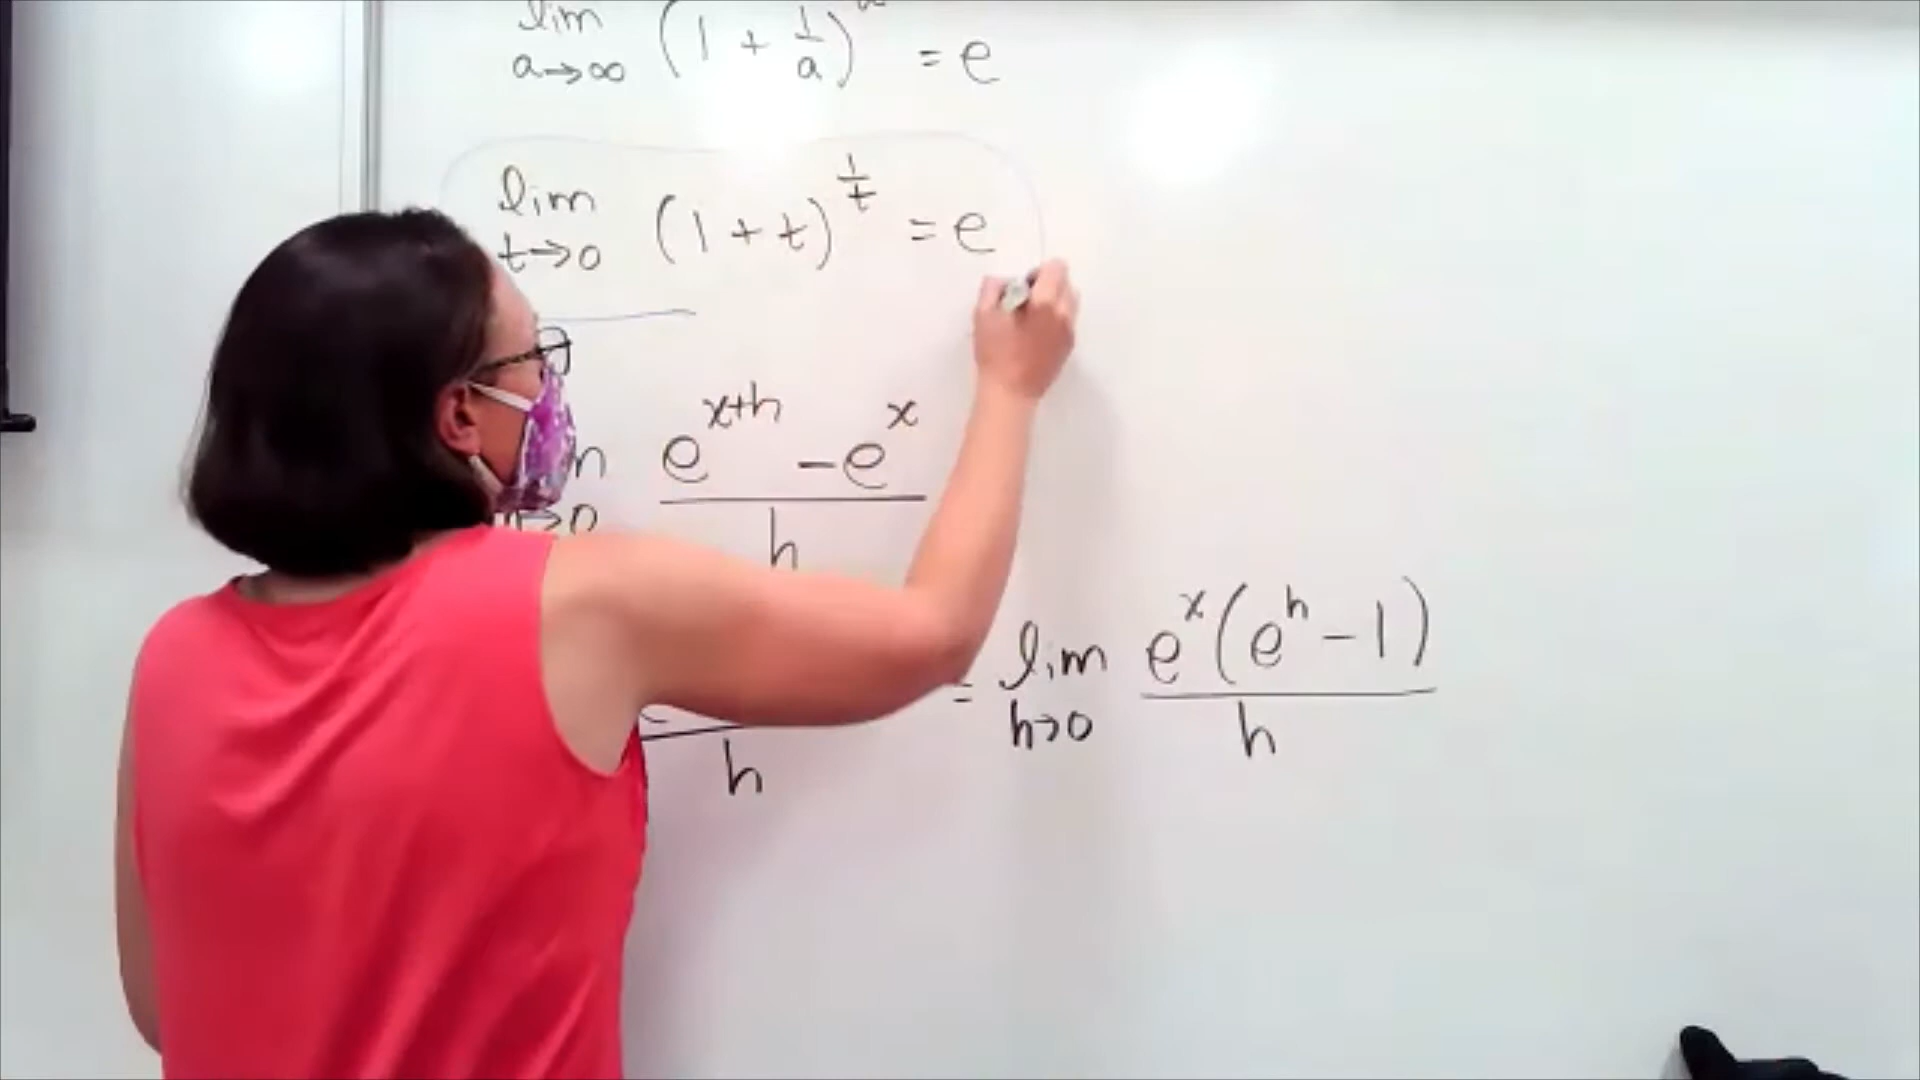 lim a→∞ (1 + 1/a) = e
lim t→0 (1 + t)^(1/t) = e
e^(x+h) - e^x / h
h
= lim h→0 e^x(e^h - 1) / h